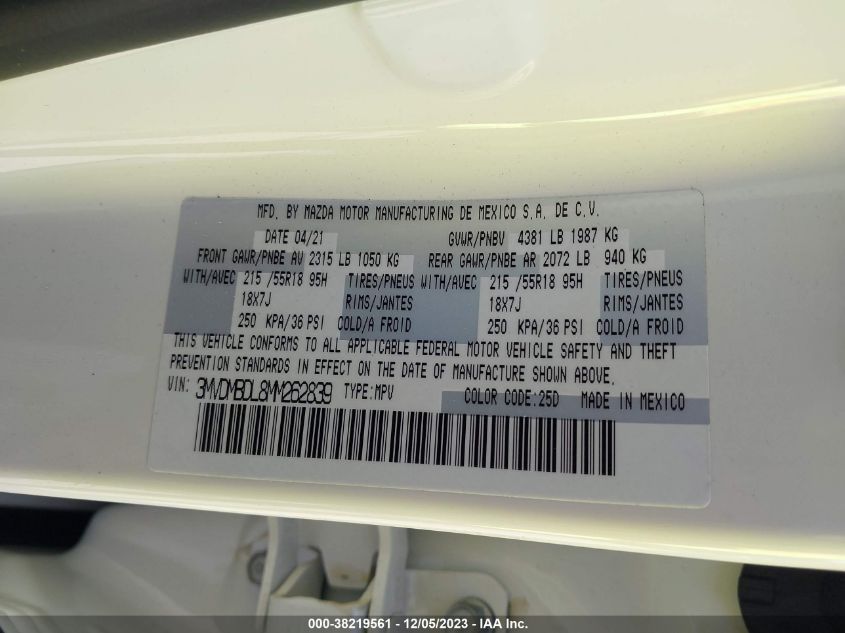 MFD. BY MAZDA MOTOR MANUFACTURING DE MEXICO S.A. DE C.V.
DATE 04/21 GVWR/PNBV 4381 LB 1987 KG
FRONT GAWR/PNBE AV 2315 LB 1050 KG REAR GAWR/PNBE AR 2072 LB 940 KG
WITH/AVEC 215 /55R18 95H TIRES/PNEUS WITH/AVEC 215 /55R18 95H TIRES/PNEUS
18X7J RIMS/JANTES 18X7J RIMS/JANTES
250 KPA/36 PSI COLD/A FROID 250 KPA/36 PSI COLD/A FROID
THIS VEHICLE CONFORMS TO ALL APPLICABLE FEDERAL MOTOR VEHICLE SAFETY AND THEFT
PREVENTION STANDARDS IN EFFECT ON THE DATE OF MANUFACTURE SHOWN ABOVE.
VIN: 3MVDMBDL8MM262839 TYPE:MPV COLOR CODE:25D MADE IN MEXICO
000-38219561 - 12/05/2023 - IAA Inc.